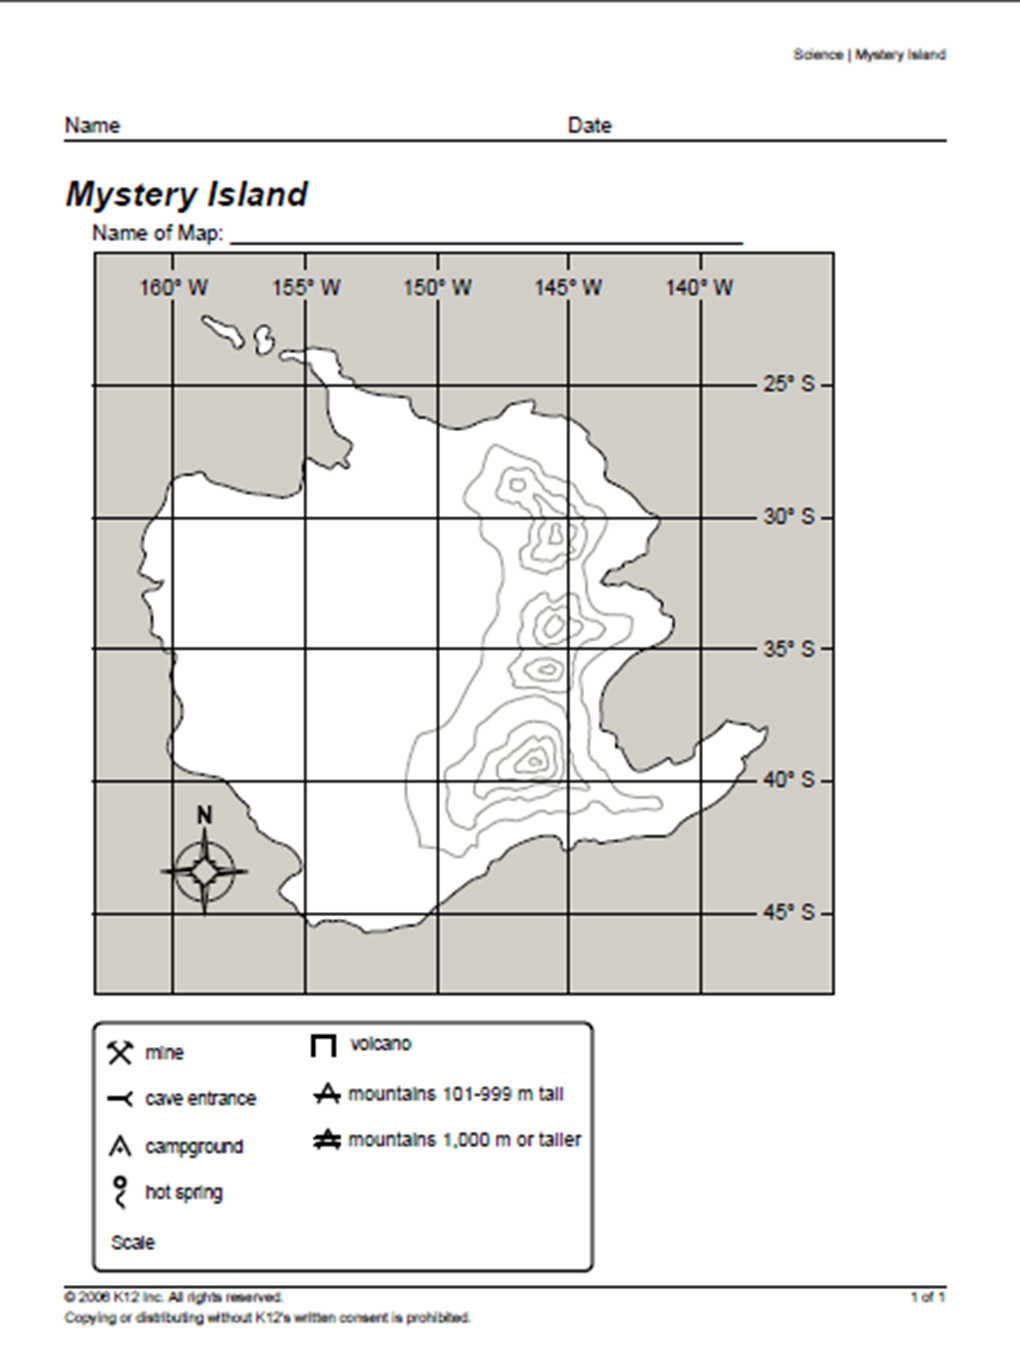 Science | Mystery Island
Name Date
Mystery Island
Name of Map:
160° W 155° W 150° W 145° W 140° W
25° S
30° S
35° S
40° S
N
45° S
mine
cave entrance
campground
hot spring
volcano
mountains 101-999 m tall
mountains 1,000 m or taller
Scale
© 2006 K12 Inc. All rights reserved.
1 of 1
Copying or distributing without K12's written consent is prohibited.